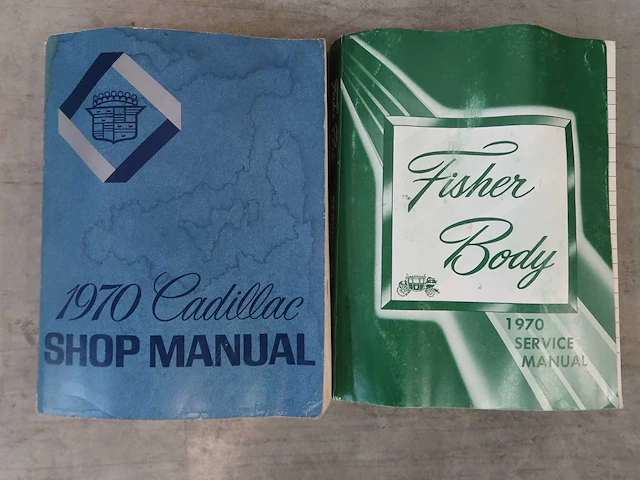 1970 Cadillac
SHOP MANUAL
Fisher
Body
1970
SERVICE
MANUAL